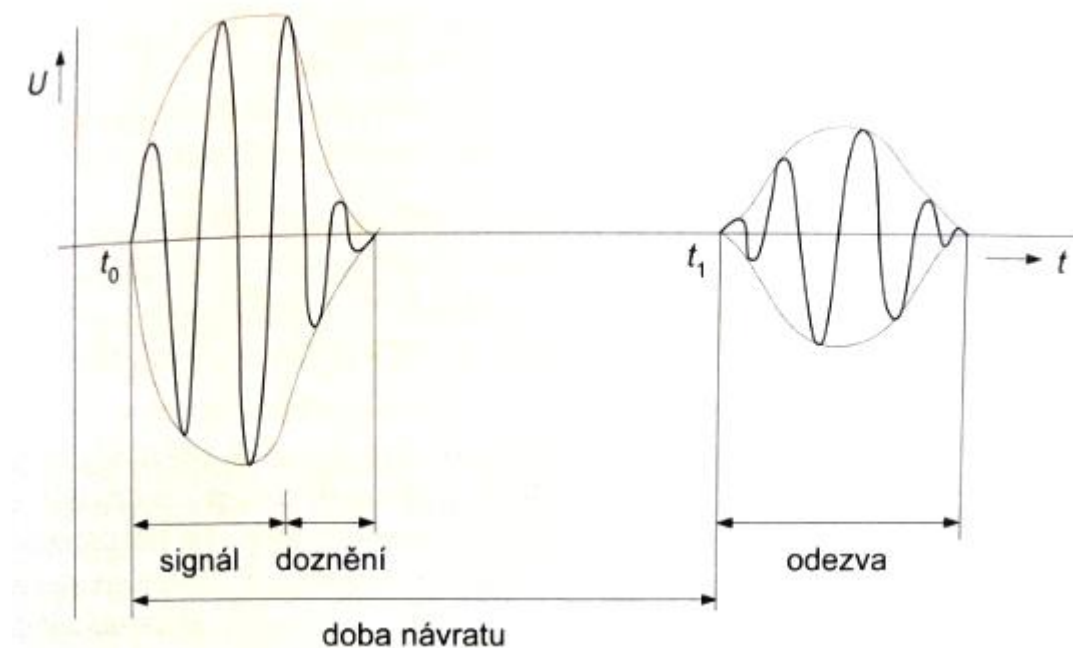 U
t0
t1
t
signál
doznění
odezva
doba návratu